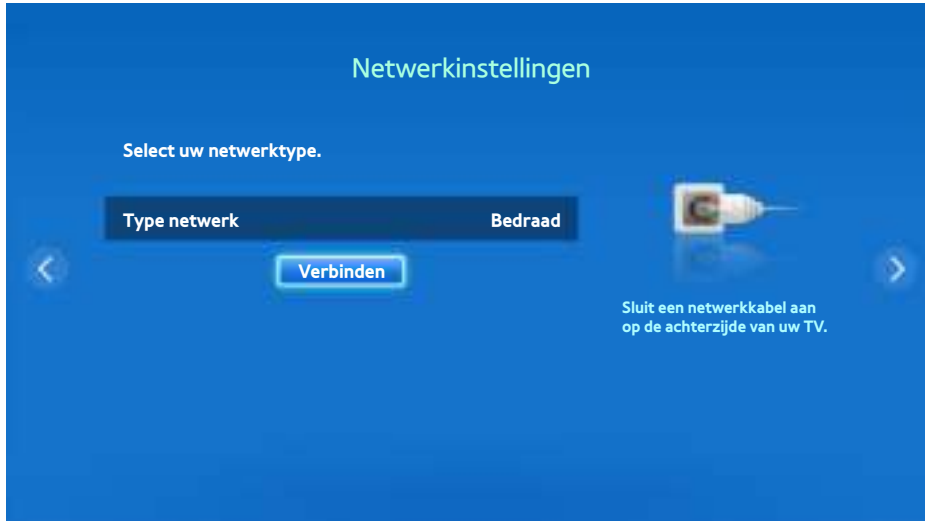 Netwerkinstellingen
Select uw netwerktype.
Type netwerk Bedraad
Verbinden
Sluit een netwerkkabel aan
op de achterzijde van uw TV.